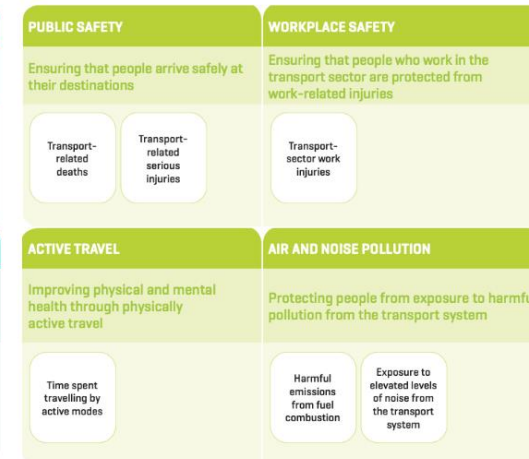 PUBLIC SAFETY
Ensuring that people arrive safely at
their destinations
Transport-
related
deaths
Transport-
related
serious
injuries
WORKPLACE SAFETY
Ensuring that people who work in the
transport sector are protected from
work-related injuries
Transport-
sector work
injuries
ACTIVE TRAVEL
Improving physical and mental
health through physically
active travel
Time spent
travelling by
active modes
AIR AND NOISE POLLUTION
Protecting people from exposure to harmfu
pollution from the transport system
Harmful
emissions
from fuel
combustion
Exposure to
elevated levels
of noise from
the transport
system